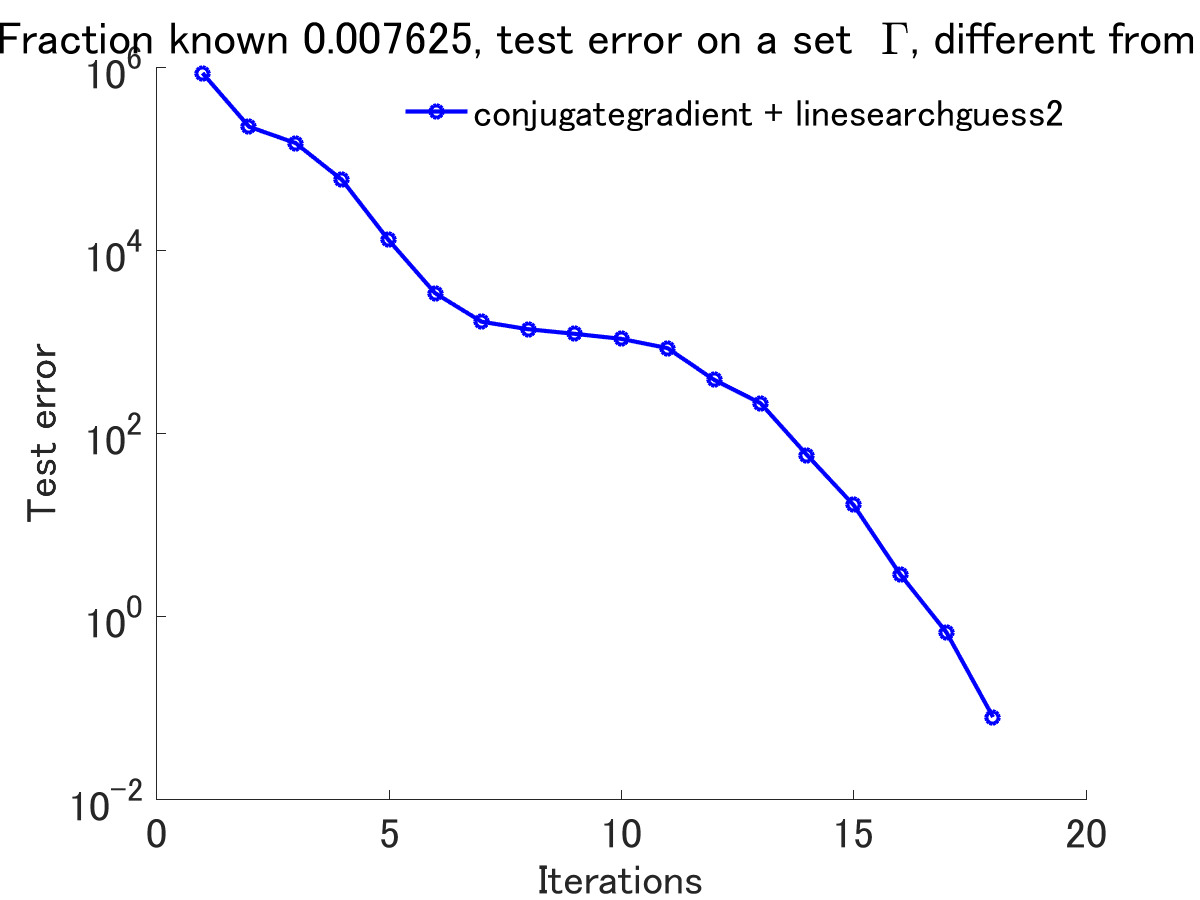 Fraction known 0.007625, test error on a set Γ, different from
10^6
conjugategradient + linesearchguess2
10^4
10^2
10^0
10^-2
Test error
0 5 10 15 20
Iterations